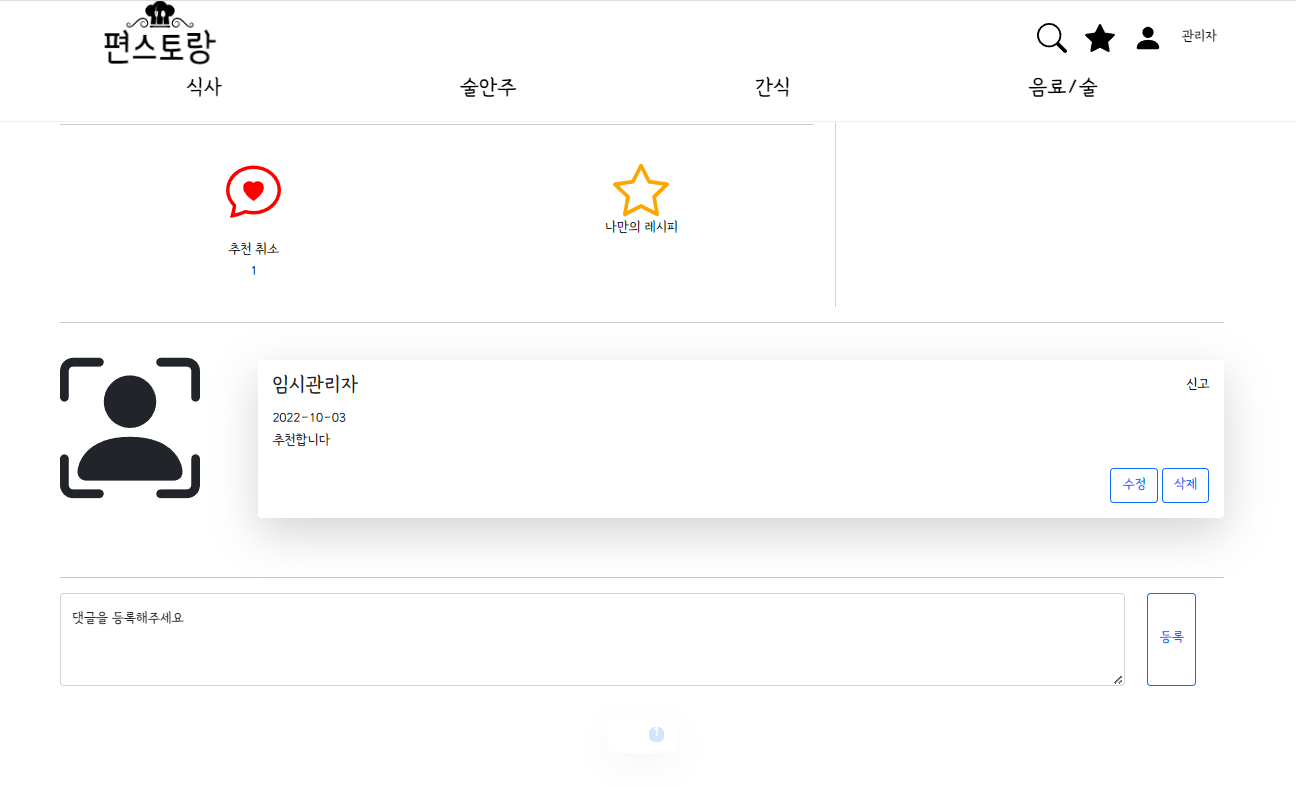 편스토랑
관리자
식사 술안주 간식 음료/술
추천 취소
1
나만의 레시피
임시관리자
신고
2022-10-03
추천합니다
수정 삭제
댓글을 등록해주세요
등록
1